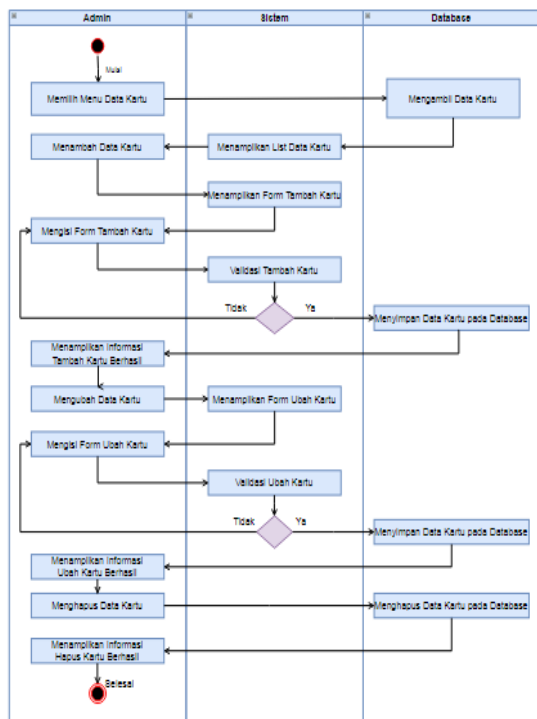 Admin
Sistem
Database
Mulai
Memilih Menu Data Kartu
Mengambil Data Kartu
Menambah Data Kartu
Menampilkan List Data Kartu
Menampilkan Form Tambah Kartu
Mengisi Form Tambah Kartu
Validasi Tambah Kartu
Tidak
Ya
Menyimpan Data Kartu pada Database
Menampilkan Informasi
Tambah Kartu Berhasil
Mengubah Data Kartu
Menampilkan Form Ubah Kartu
Mengisi Form Ubah Kartu
Validasi Ubah Kartu
Tidak
Ya
Menyimpan Data Kartu pada Database
Menampilkan Informasi
Ubah Kartu Berhasil
Menghapus Data Kartu
Menghapus Data Kartu pada Database
Menampilkan Informasi
Hapus Kartu Berhasil
Selesai